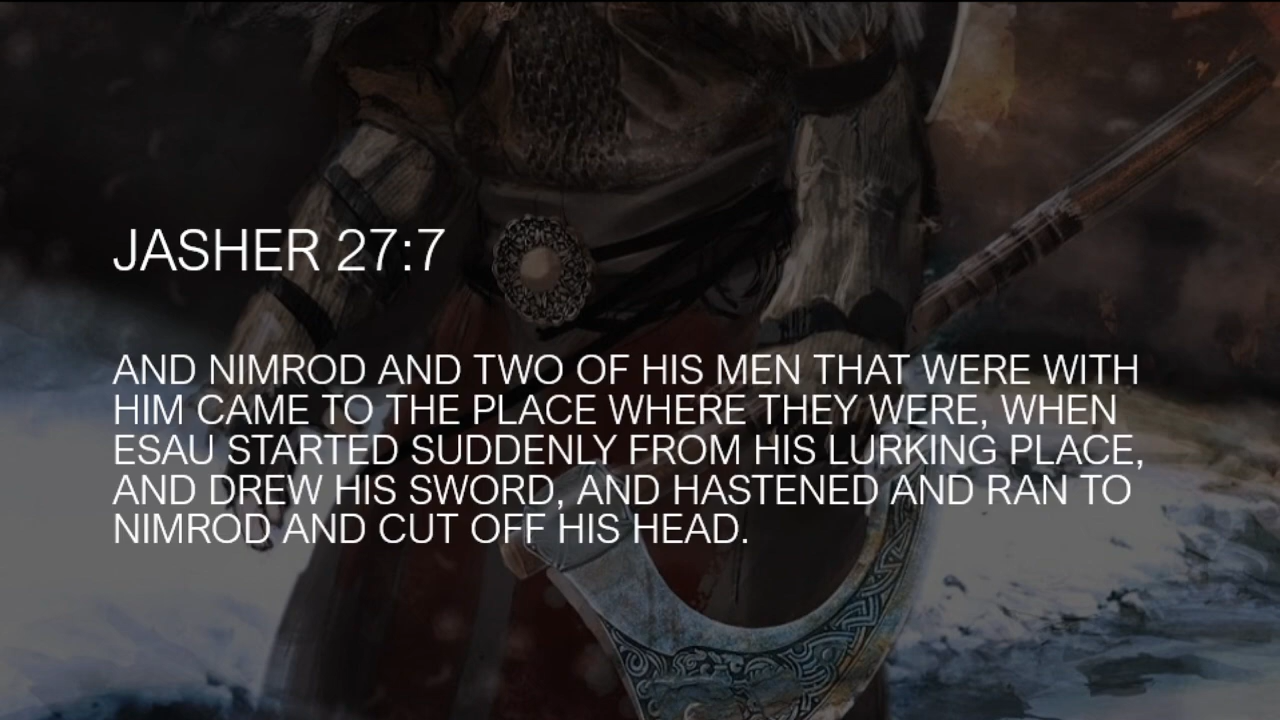 JASHER 27:7
AND NIMROD AND TWO OF HIS MEN THAT WERE WITH
HIM CAME TO THE PLACE WHERE THEY WERE, WHEN
ESAU STARTED SUDDENLY FROM HIS LURKING PLACE,
AND DREW HIS SWORD, AND HASTENED AND RAN TO
NIMROD AND CUT OFF HIS HEAD.